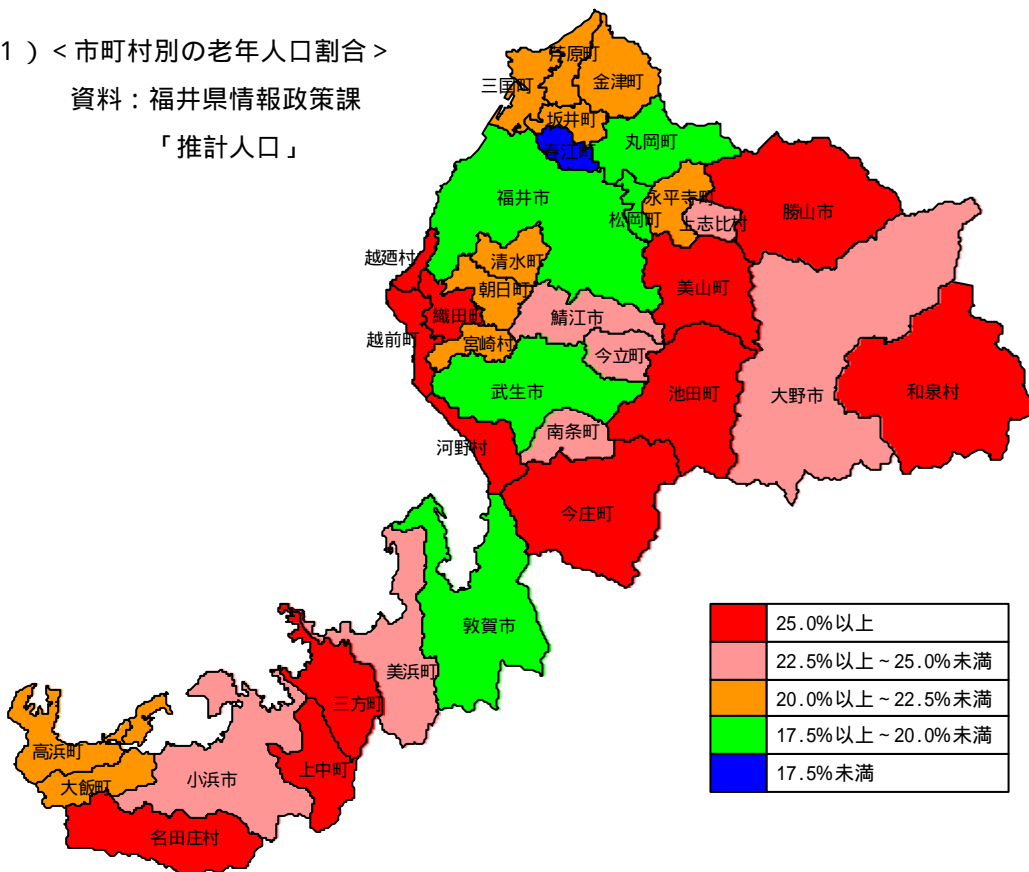 1）＜市町村別の老年人口割合＞
資料：福井県情報政策課
「推計人口」
芦原町
三国町
金津町
坂井町
春江町
丸岡町
福井市
永平寺町
松岡町
上志比村
勝山市
越廼村
清水町
朝日町
美山町
織田町
鯖江市
越前町
宮崎村
今立町
武生市
池田町
大野市
和泉村
南条町
河野村
今庄町
敦賀市
美浜町
三方町
高浜町
大飯町
小浜市
上中町
名田庄村
25.0%以上
22.5%以上～25.0%未満
20.0%以上～22.5%未満
17.5%以上～20.0%未満
17.5%未満